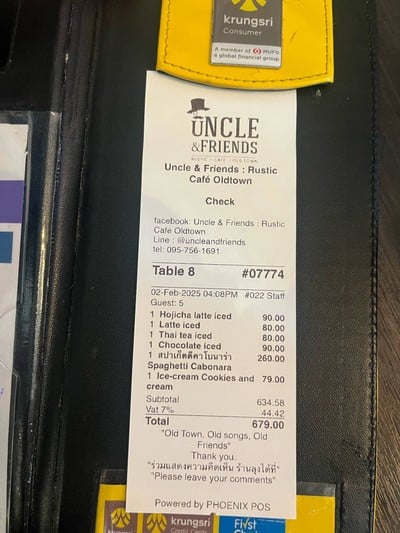 krungsri
Consumer
A member of MUFG
a global financial group
UNCLE
&FRIENDS
RUSTIC • CAFE • OLD TOWN
Uncle & Friends : Rustic
Café Oldtown
Check
facebook: Uncle & Friends : Rustic
Cafe Oldtown
Line : @uncleandfriends
tel: 095-756-1691
Table 8 #07774
02-Feb-2025 04:08PM #022 Staff
Guest: 5
1 Hojicha latte iced 90.00
1 Latte iced 80.00
1 Thai tea iced 80.00
1 Chocolate iced 90.00
1 สปาเก็ตตีคาโบนาร่า 260.00
Spaghetti Cabonara
1 Ice-cream Cookies and 79.00
cream
Subtotal 634.58
Vat 7% 44.42
Total 679.00
"Old Town, Old songs, Old
Friends"
Thank you.
"ร่วมแสดงความคิดเห็น ร้านลุงได้ที่"
"Please leave your comments"
Powered by PHOENIX POS
krungsri
Credit Cards
First